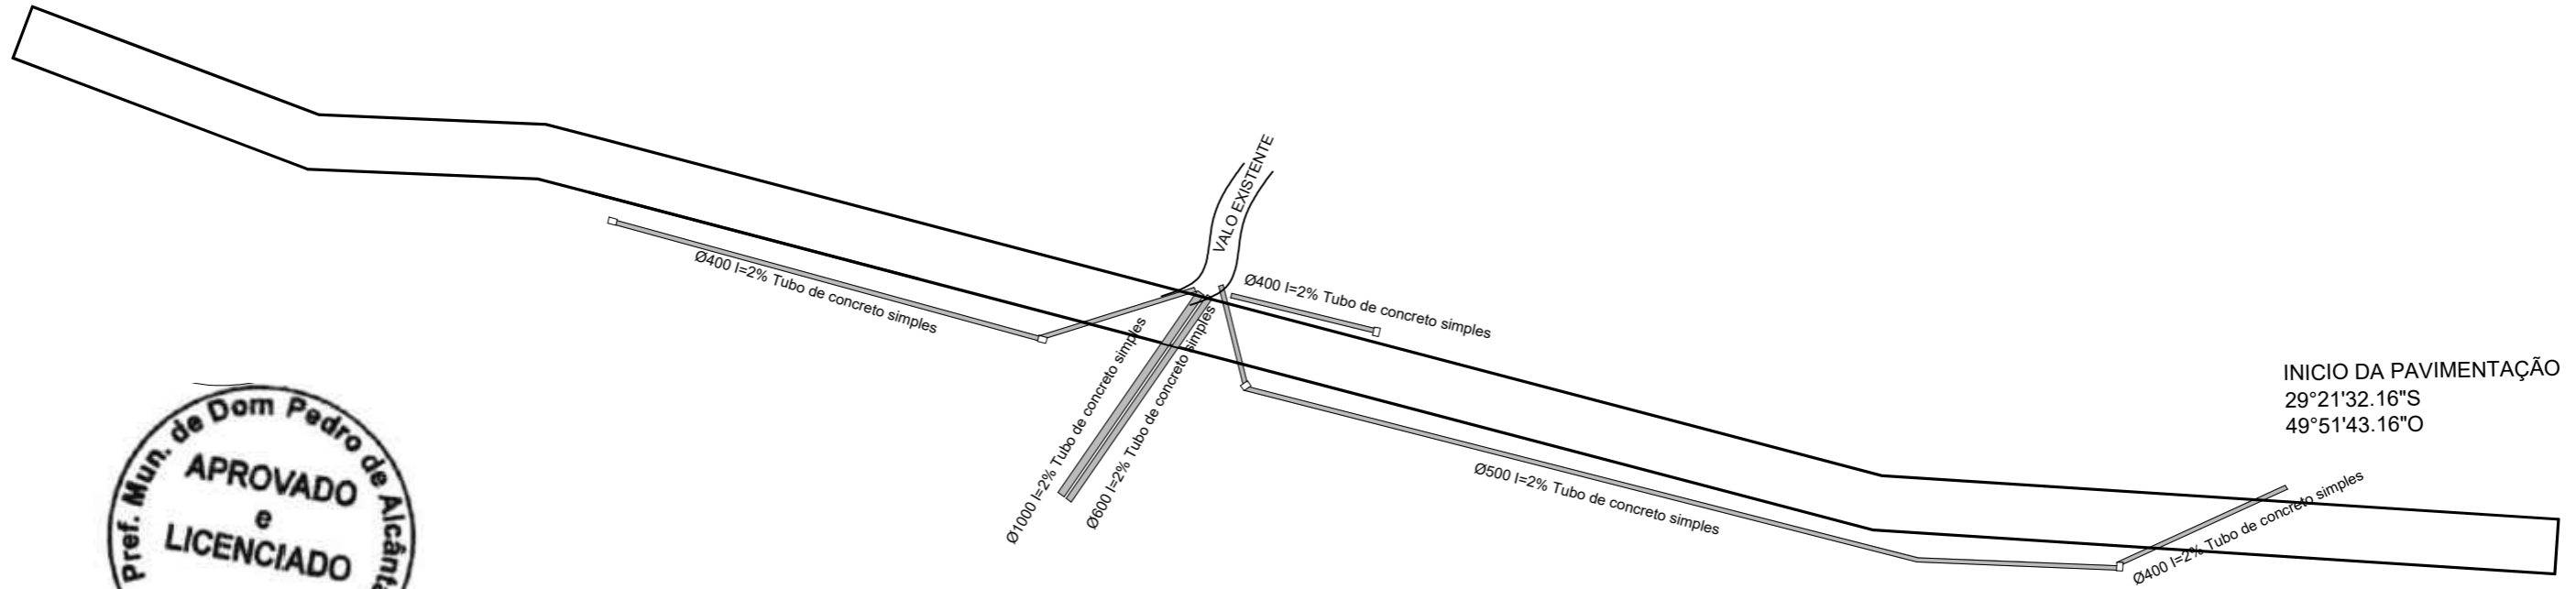 VALO EXISTENTE
Ø400 I=2% Tubo de concreto simples
Ø400 I=2% Tubo de concreto simples
Ø1000 I=2% Tubo de concreto simples
Ø600 I=2% Tubo de concreto simples
Ø500 I=2% Tubo de concreto simples
INICIO DA PAVIMENTAÇÃO
29°21'32.16"S
49°51'43.16"O
Ø400 I=2% Tubo de concreto simples
Pref. Mun. de Dom Pedro de
APROVADO
e
LICENCIADO